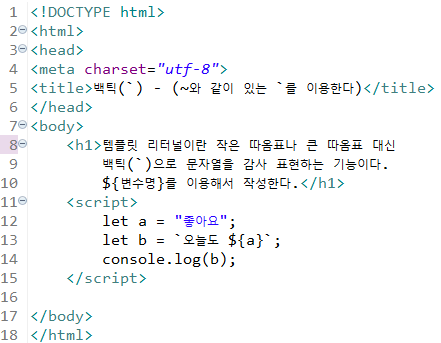 1 <!DOCTYPE html>
2 <html>
3 <head>
4 <meta charset="utf-8">
5 <title>백틱(`) - (~와 같이 있는 `를 이용한다)</title>
6 </head>
7 <body>
8     <h1>템플릿 리터널이란 작은 따옴표나 큰 따옴표 대신
9         백틱(`)으로 문자열을 감사 표현하는 기능이다.
10         ${변수명}를 이용해서 작성한다.</h1>
11     <script>
12         let a = "좋아요";
13         let b = `오늘도 ${a}`;
14         console.log(b);
15     </script>
16
17 </body>
18 </html>